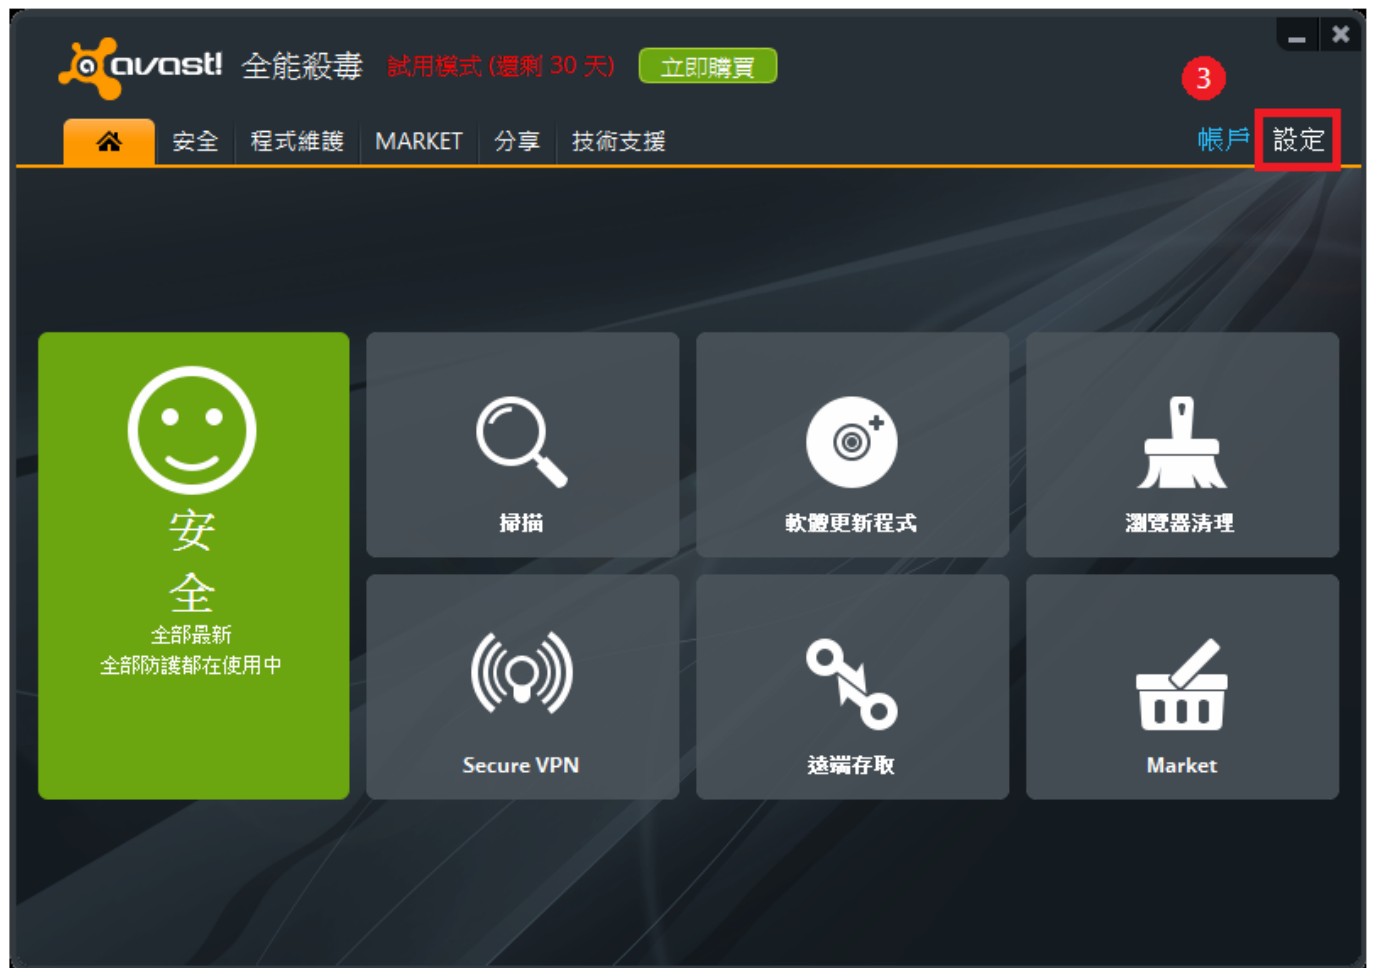 avast! 全能殺毒 試用模式 (還剩 30 天) 立即購買
3
安全 程式維護 MARKET 分享 技術支援 帳戶 設定
安
全
全部最新
全部防護都在使用中
掃描
軟體更新程式
瀏覽器清理
Secure VPN
遠端存取
Market